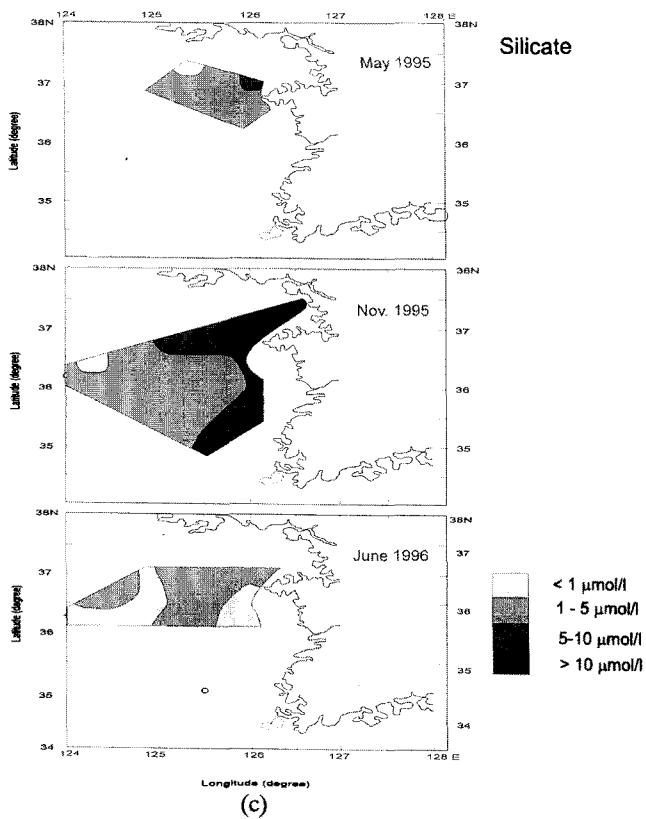 124 125 126 127 128 E
38N 38N
Silicate
May 1995
37 37
36 36
35 35
Latitude (degree)
38N 38N
Nov. 1995
37 37
36 36
35 35
Latitude (degree)
38N 38N
June 1996
37 37
36 36
35 35
34 34
Latitude (degree)
124 125 126 127 128 E
Longitude (degree)
< 1 μmol/l
1 - 5 μmol/l
5-10 μmol/l
> 10 μmol/l
(c)